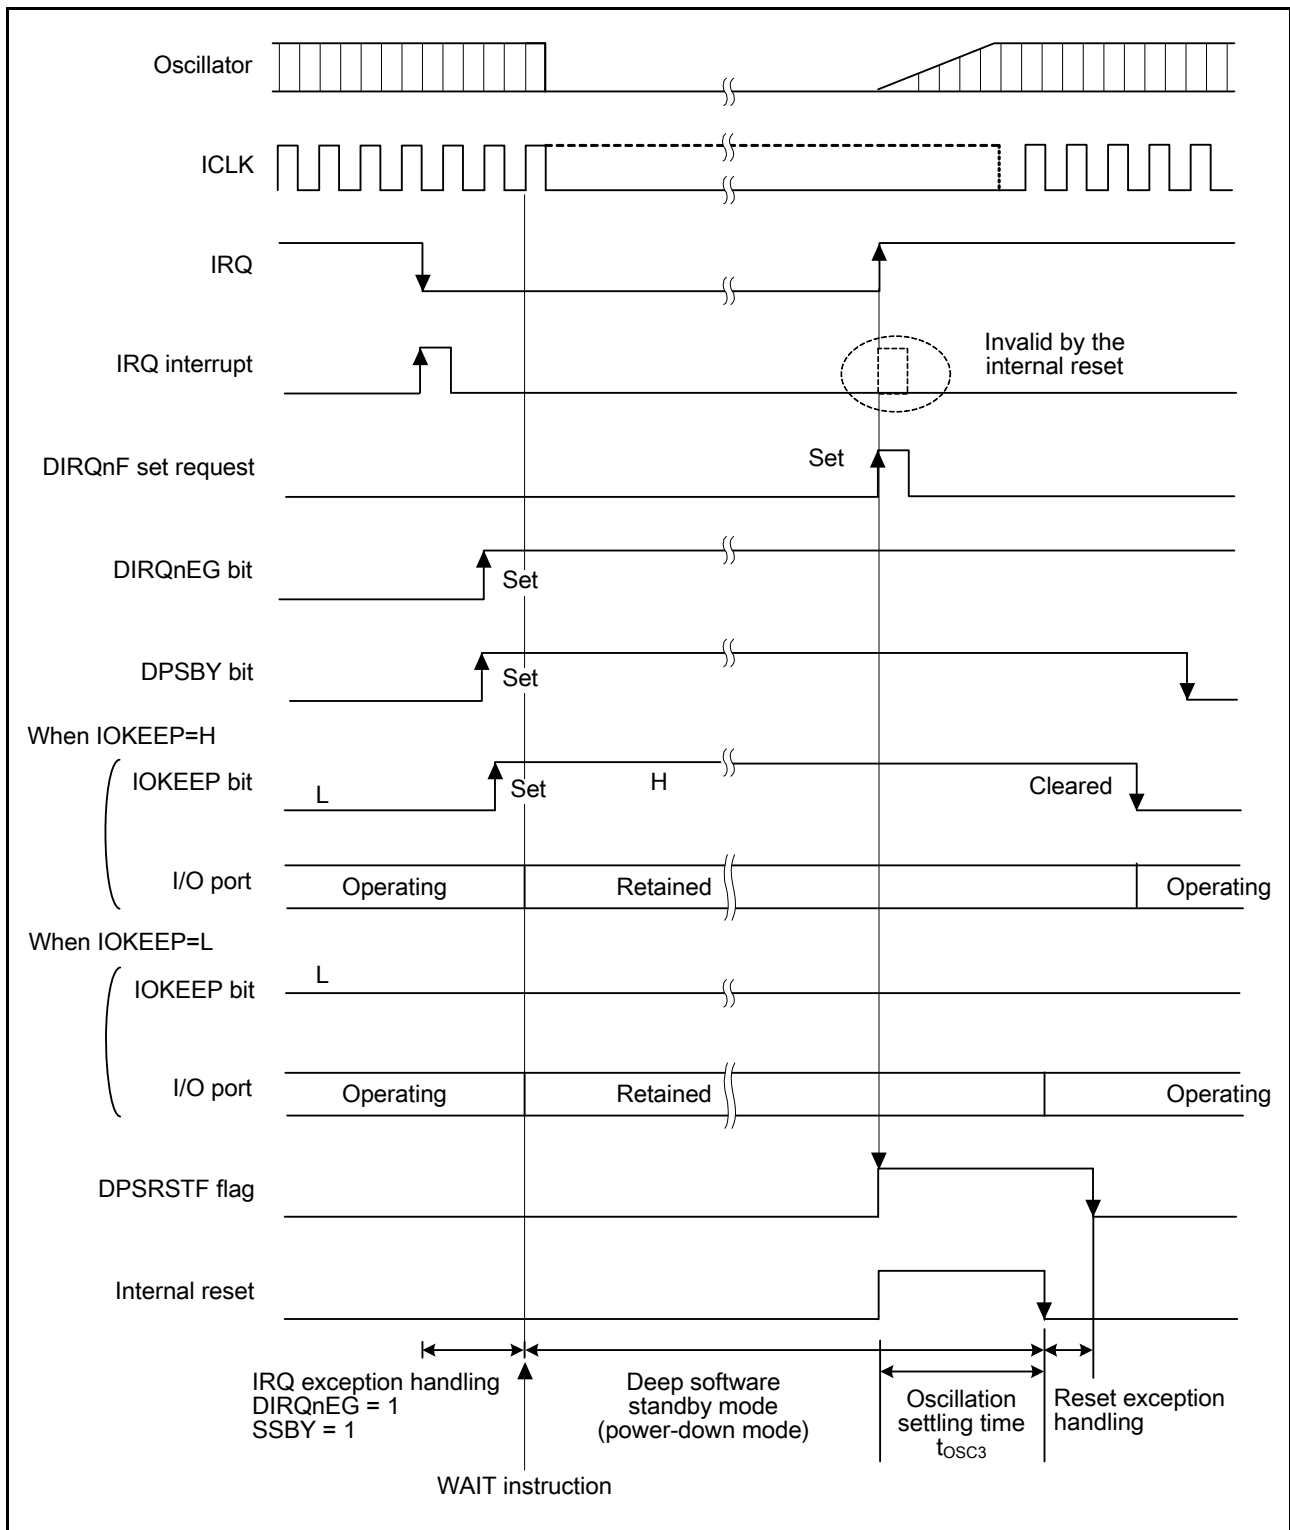 Oscillator
ICLK
IRQ
IRQ interrupt
Invalid by the
internal reset
DIRQnF set request
Set
DIRQnEG bit
Set
DPSBY bit
Set
When IOKEEP=H
IOKEEP bit
L
Set
H
Cleared
I/O port
Operating
Retained
Operating
When IOKEEP=L
IOKEEP bit
L
I/O port
Operating
Retained
Operating
DPSRSTF flag
Internal reset
IRQ exception handling
DIRQnEG = 1
SSBY = 1
Deep software
standby mode
(power-down mode)
Oscillation
settling time
tOSC3
Reset exception
handling
WAIT instruction